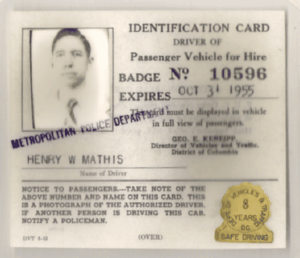 IDENTIFICATION CARD
DRIVER OF
Passenger Vehicle for Hire
BADGE No 10596
EXPIRES OCT 31 1955
This card must be displayed in vehicle
in full view of passengers.
METROPOLITAN POLICE DEPARTMENT
GEO. E. KENEIPP,
Director of Vehicles and Traffic,
District of Columbia
HENRY W MATHIS
Name of Driver
NOTICE TO PASSENGERS.—TAKE NOTE OF THE
ABOVE NUMBER AND NAME ON THIS CARD. THIS
IS A PHOTOGRAPH OF THE AUTHORIZED DRIVER.
IF ANOTHER PERSON IS DRIVING THIS CAR,
NOTIFY A POLICEMAN.
(OVER)
VEHICLES & TRAFFIC
8
YEARS
DC
SAFE DRIVING